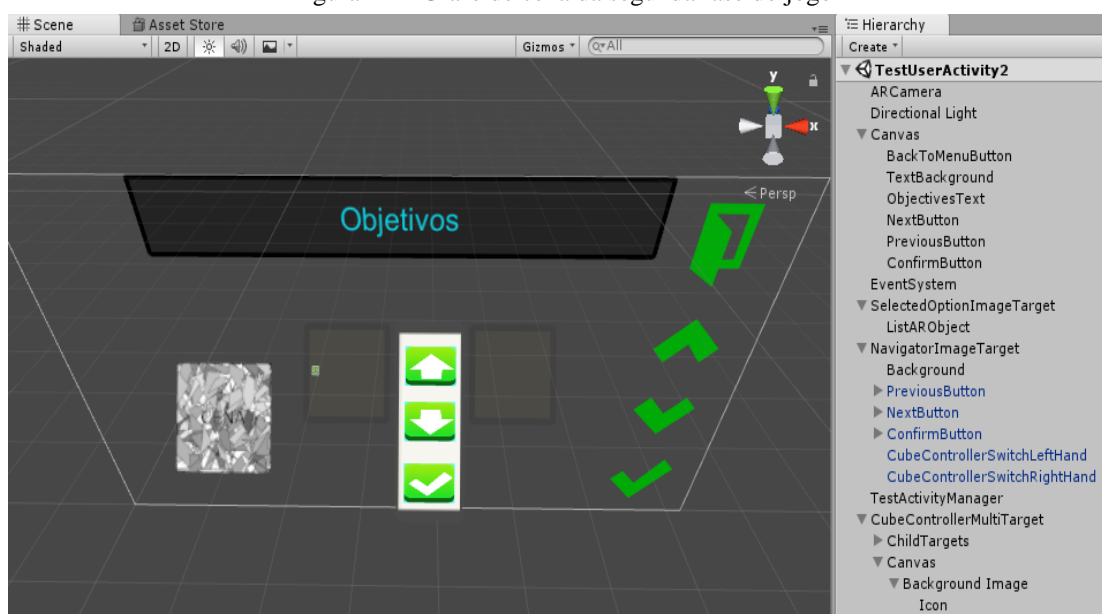 Scene
Asset Store
Shaded
2D
Gizmos
All
y
x
Persp
Objetivos
Hierarchy
Create
TestUserActivity2
ARCamera
Directional Light
Canvas
BackToMenuButton
TextBackground
ObjectivesText
NextButton
PreviousButton
ConfirmButton
EventSystem
SelectedOptionImageTarget
ListARObject
NavigatorImageTarget
Background
PreviousButton
NextButton
ConfirmButton
CubeControllerSwitchLeftHand
CubeControllerSwitchRightHand
TestActivityManager
CubeControllerMultiTarget
ChildTargets
Canvas
Background Image
Icon